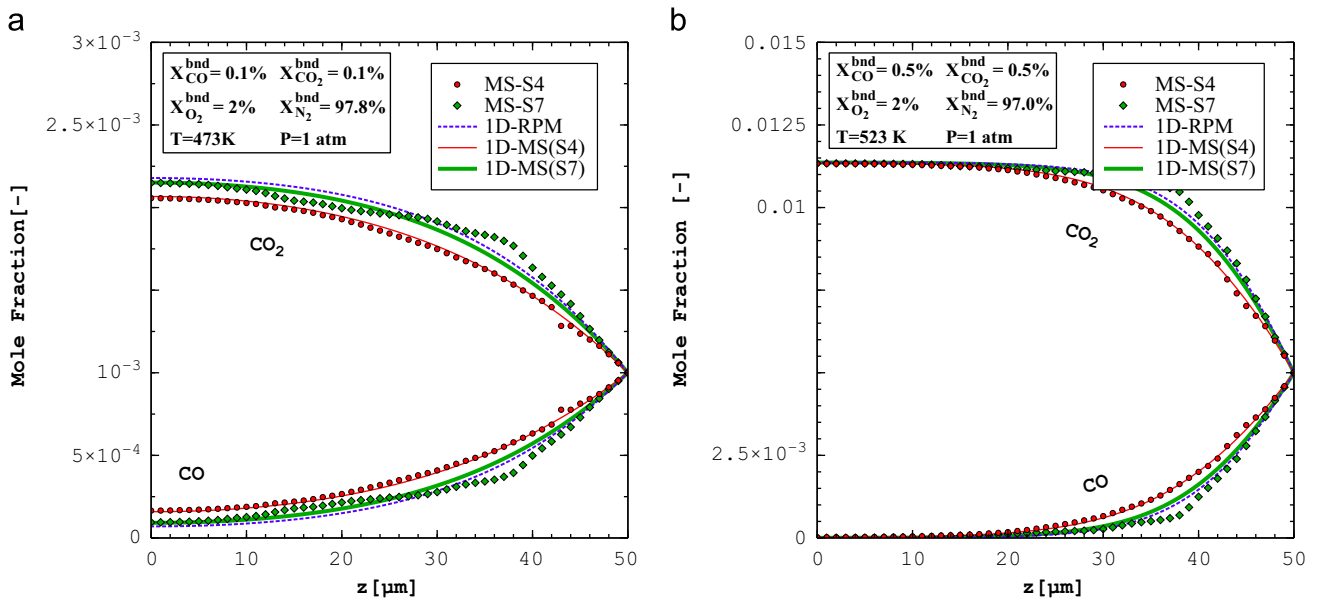 a
3×10⁻³
2.5×10⁻³
10⁻³
5×10⁻⁴
0
Mole Fraction[-]
X_CO^bnd = 0.1% X_CO₂^bnd = 0.1%
X_O₂^bnd = 2% X_N₂^bnd = 97.8%
T=473K P=1 atm
MS-S4
MS-S7
1D-RPM
1D-MS(S4)
1D-MS(S7)
CO₂
CO
0 10 20 30 40 50
z[μm]
b
0.015
0.0125
0.01
2.5×10⁻³
0
Mole Fraction [-]
X_CO^bnd = 0.5% X_CO₂^bnd = 0.5%
X_O₂^bnd = 2% X_N₂^bnd = 97.0%
T=523 K P=1 atm
MS-S4
MS-S7
1D-RPM
1D-MS(S4)
1D-MS(S7)
CO₂
CO
0 10 20 30 40 50
z[μm]